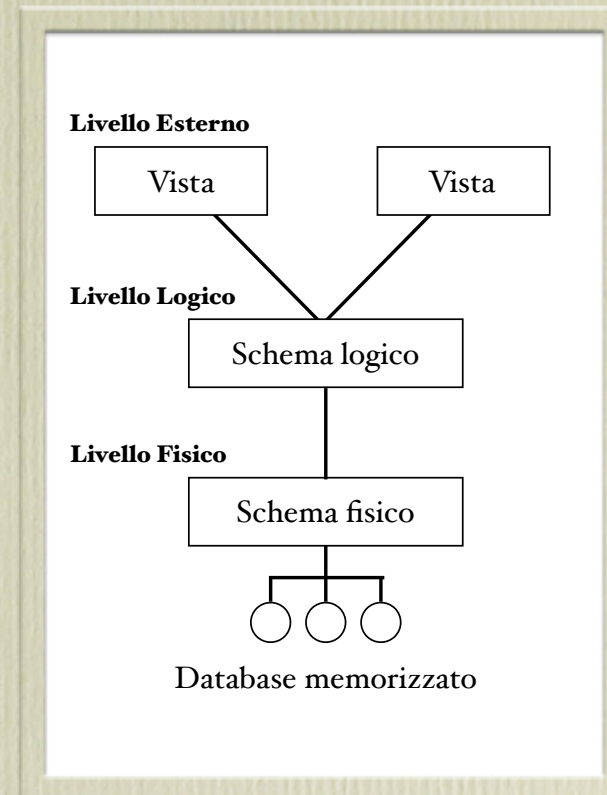 Livello Esterno
Vista Vista
Livello Logico
Schema logico
Livello Fisico
Schema fisico
Database memorizzato